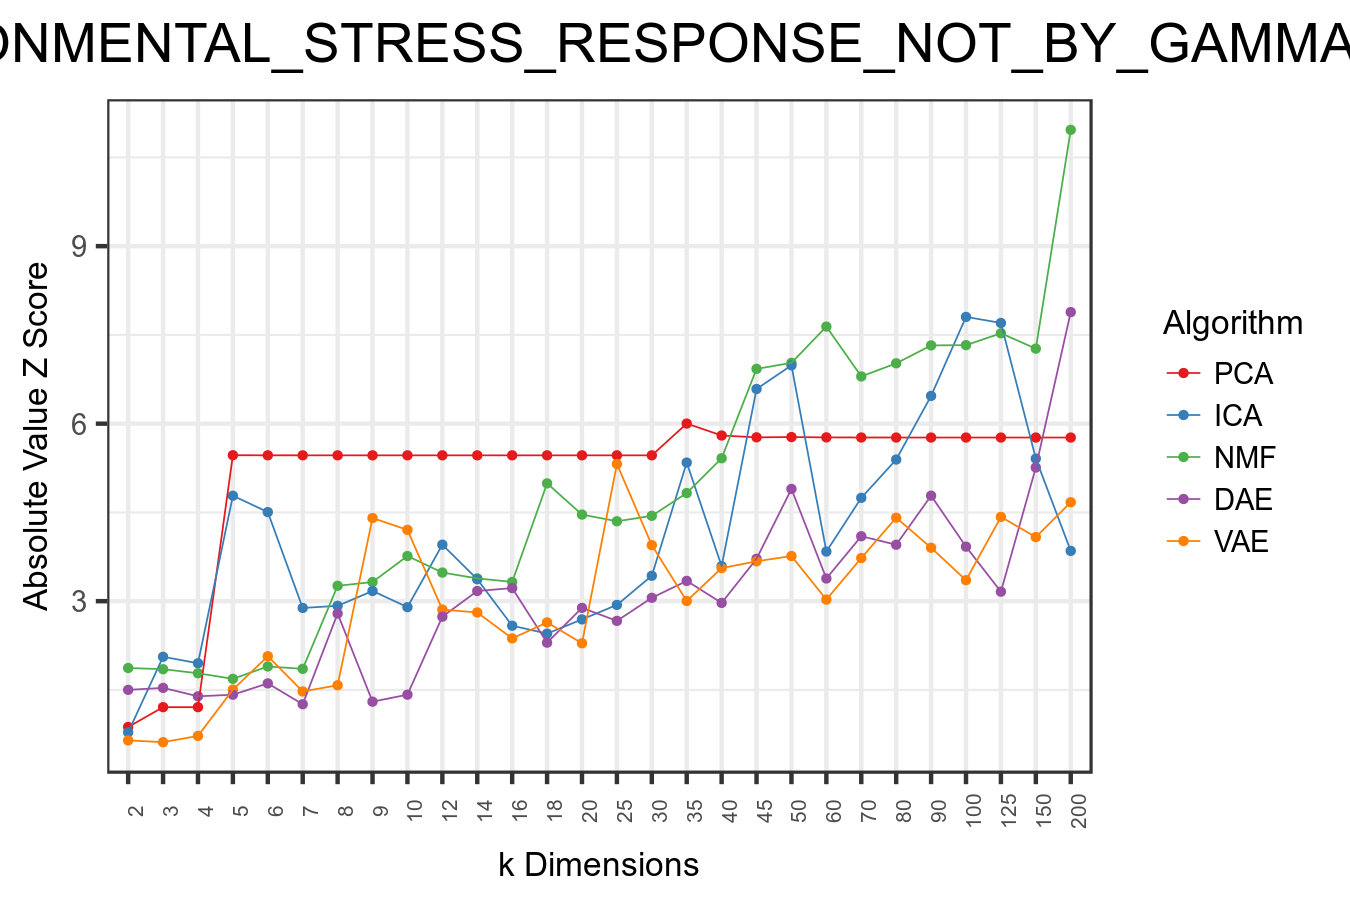 ONMENTAL_STRESS_RESPONSE_NOT_BY_GAMMA
Absolute Value Z Score
9
6
3
2 3 4 5 6 7 8 9 10 12 14 16 18 20 25 30 35 40 45 50 60 70 80 90 100 125 150 200
k Dimensions
Algorithm
PCA
ICA
NMF
DAE
VAE